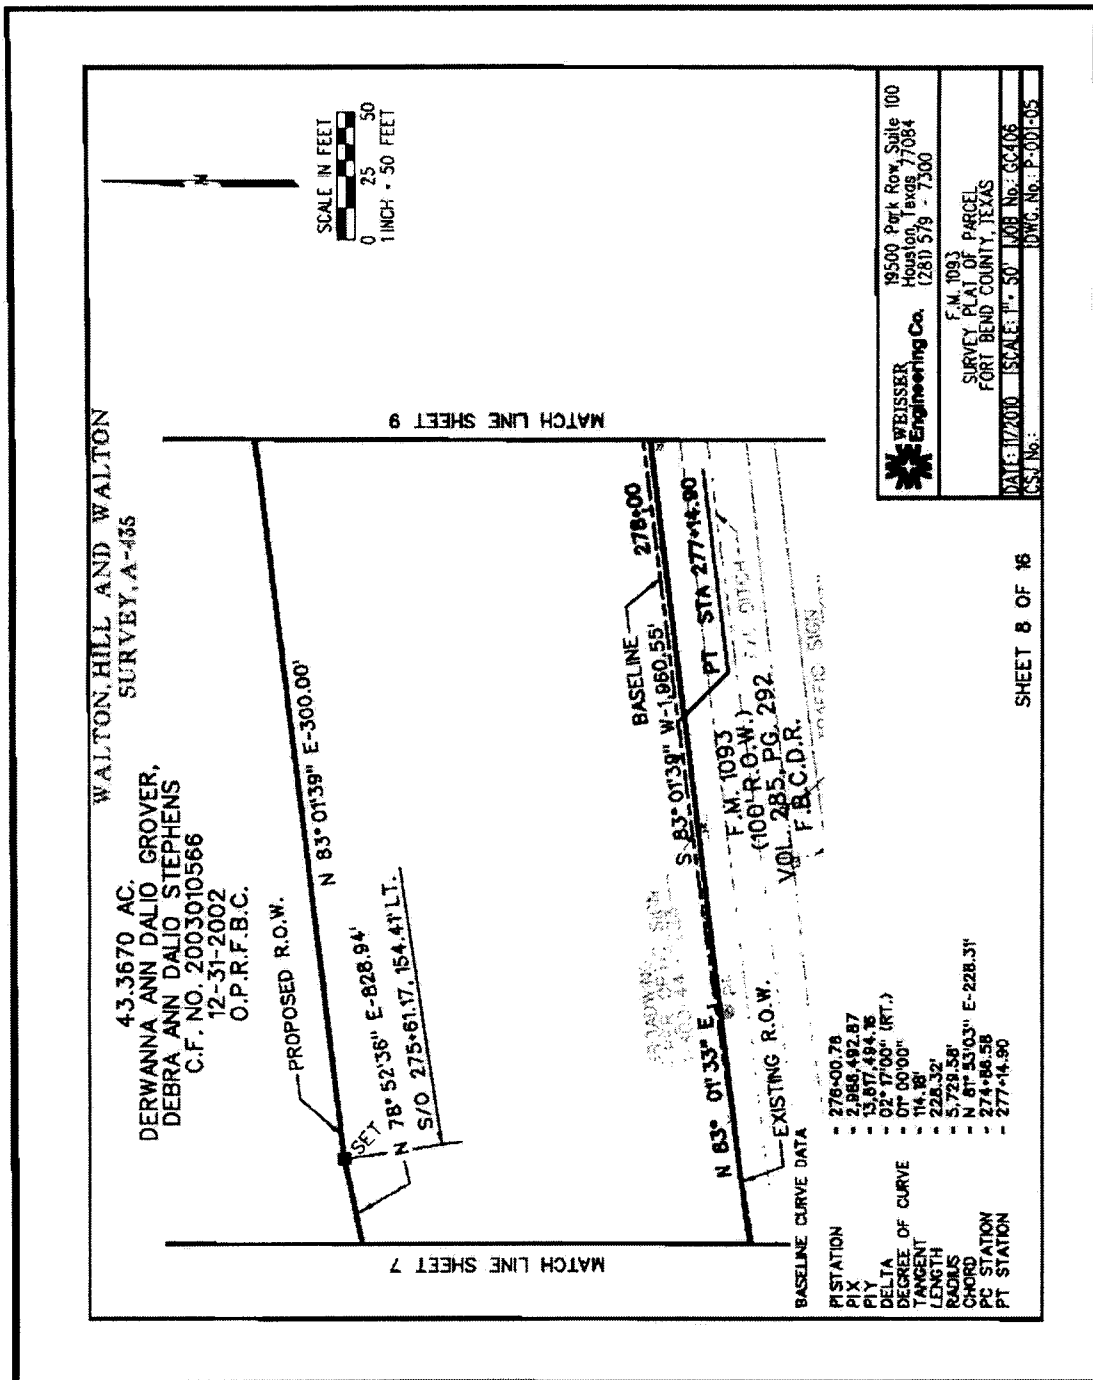 WALTON, HILL AND WALTON
SURVEY, A-435
43.3670 AC.
DERWANNA ANN DALIO GROVER,
DEBRA ANN DALIO STEPHENS
C.F. NO. 2003010566
12-31-2002
O.P.R.F.B.C.
SCALE IN FEET
0 25 50
1 INCH = 50 FEET
PROPOSED R.O.W.
N 83° 01'39" E-300.00'
SET
N 78° 52'36" E-828.94'
S/O 275+61.17, 154.41' LT.
MATCH LINE SHEET 7
MATCH LINE SHEET 9
BASELINE
278+00
S 83° 01'39" W-1,960.55'
PT STA 277+14.90
N 83° 01' 33" E
EXISTING R.O.W.
F.M. 1093
(100' R.O.W.)
VOL. 285, PG. 292
F.B.C.D.R.
DITCH
TRAFFIC SIGN
BASELINE CURVE DATA
PI STATION = 276+00.78
PI X = 2,986,492.87
PI Y = 13,817,494.16
DELTA = 02° 17'00" (RT.)
DEGREE OF CURVE = 01° 00'00"
TANGENT = 114.18'
LENGTH = 228.32'
RADIUS = 5,729.58'
CHORD = N 81° 53'03" E-228.31'
PC STATION = 274+86.58
PT STATION = 277+14.90
SHEET 8 OF 16
WEISSER
Engineering Co.
19500 Park Row, Suite 100
Houston, Texas 77084
(281) 579 - 7300
F.M. 1093
SURVEY PLAT OF PARCEL
FORT BEND COUNTY, TEXAS
DATE: 11/2010 SCALE: 1" = 50' JOB No.: GC406
CSJ No.: DWG. No.: P-001-05